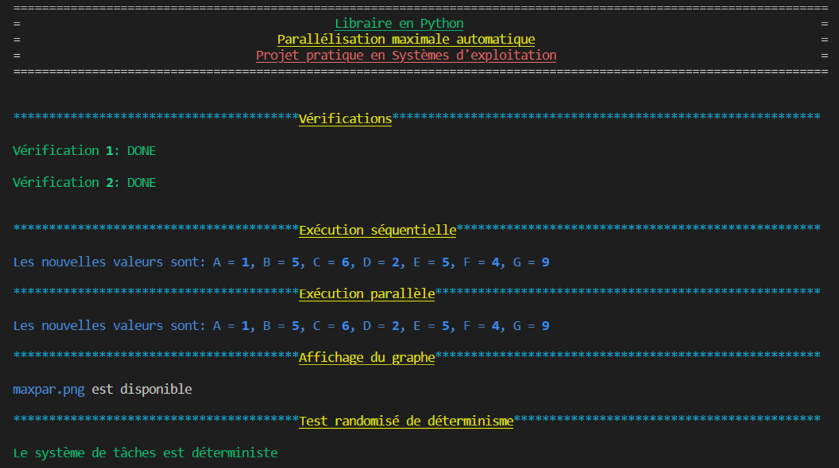 ==================================================================================================================
= Libraire en Python =
= Parallélisation maximale automatique =
= Projet pratique en Systèmes d'exploitation =
==================================================================================================================
****************************************Vérifications************************************************************
Vérification 1: DONE
Vérification 2: DONE
****************************************Exécution séquentielle***************************************************
Les nouvelles valeurs sont: A = 1, B = 5, C = 6, D = 2, E = 5, F = 4, G = 9
****************************************Exécution parallèle******************************************************
Les nouvelles valeurs sont: A = 1, B = 5, C = 6, D = 2, E = 5, F = 4, G = 9
****************************************Affichage du graphe******************************************************
maxpar.png est disponible
****************************************Test randomisé de déterminisme*******************************************
Le système de tâches est déterministe